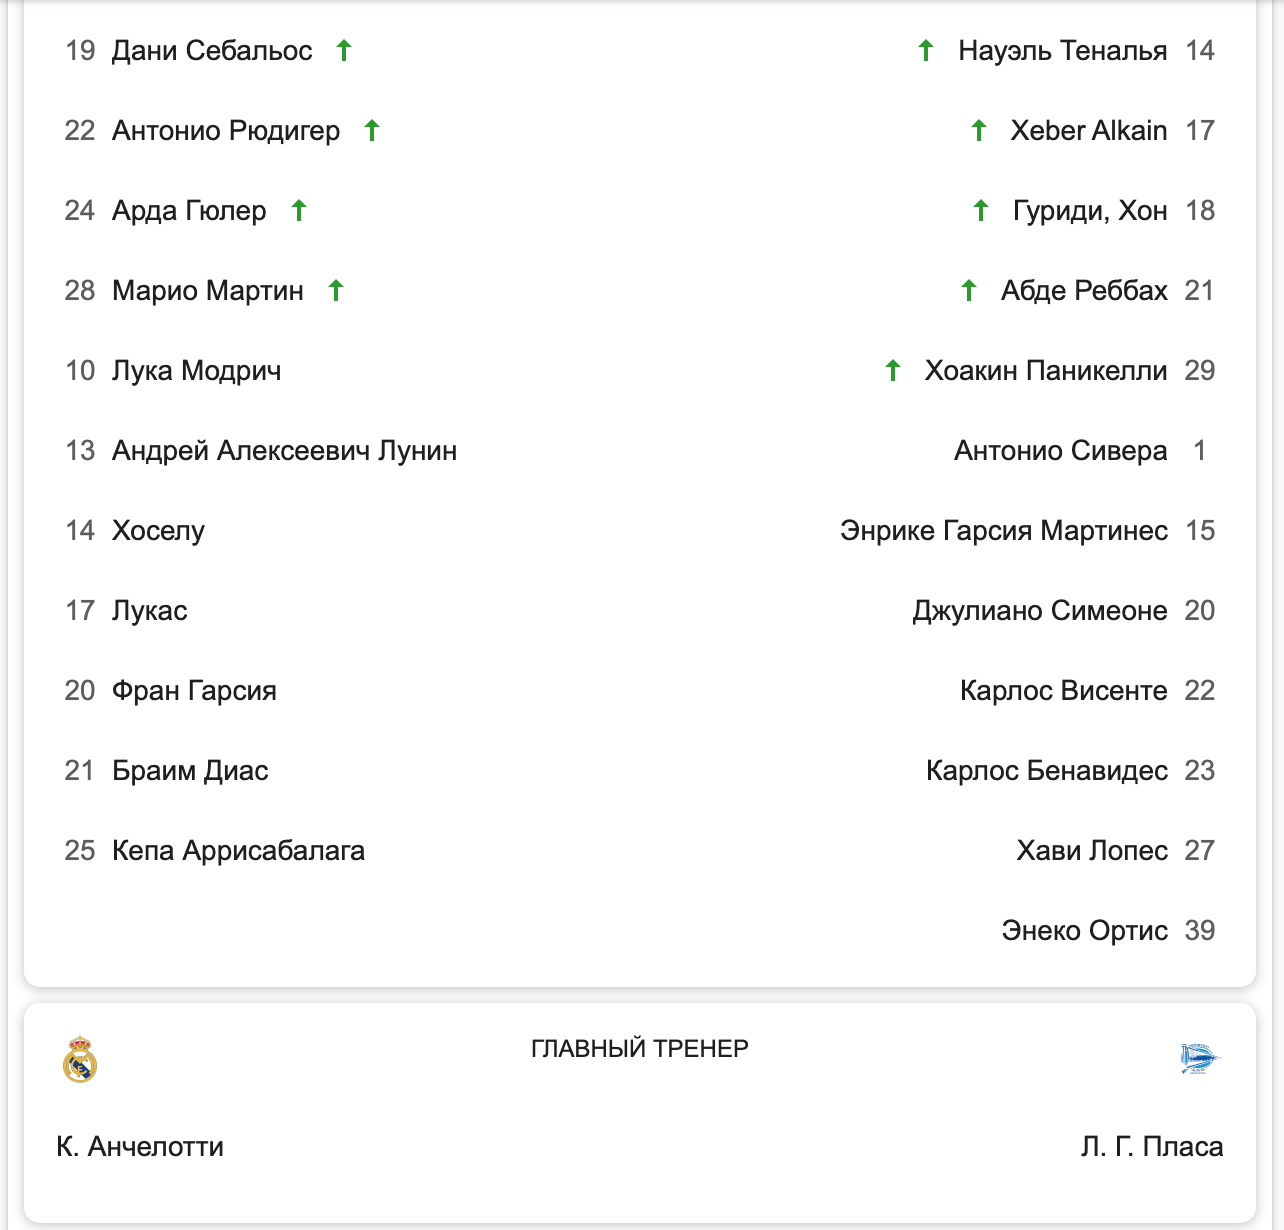 19 Дани Себальос Науэль Теналья 14
22 Антонио Рюдигер Xeber Alkain 17
24 Арда Гюлер Гуриди, Хон 18
28 Марио Мартин Абде Реббах 21
10 Лука Модрич Хоакин Паникелли 29
13 Андрей Алексеевич Лунин Антонио Сивера 1
14 Хоселу Энрике Гарсия Мартинес 15
17 Лукас Джулиано Симеоне 20
20 Фран Гарсия Карлос Висенте 22
21 Браим Диас Карлос Бенавидес 23
25 Кепа Аррисабалага Хави Лопес 27
Энеко Ортис 39
ГЛАВНЫЙ ТРЕНЕР
К. Анчелотти Л. Г. Пласа